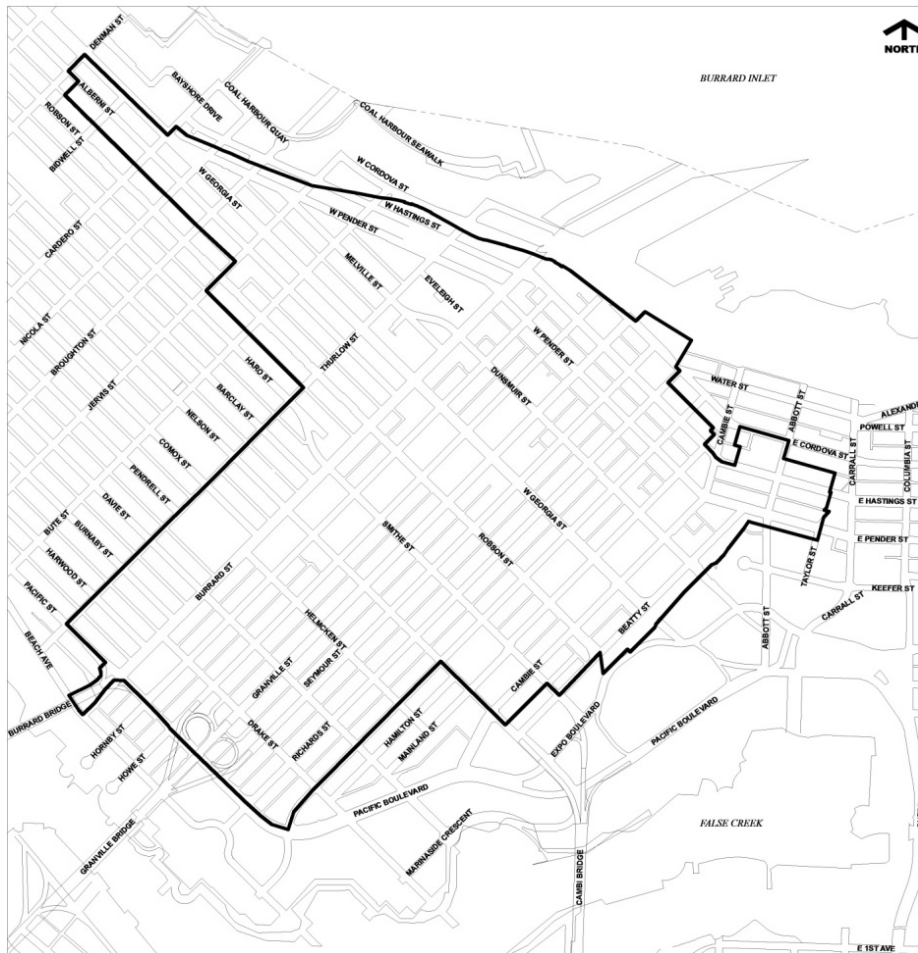 DENMAN ST
NORTH
BURRARD INLET
ALBERNI ST
BAYSHORE DRIVE
COAL HARBOUR QUAY
COAL HARBOUR SEAWALK
ROBSON ST
BIDWELL ST
W CORDOVA ST
W GEORGIA ST
W HASTINGS ST
W PENDER ST
CARDERO ST
MELVILLE ST
EVELEIGH ST
NICOLA ST
BROUGHTON ST
THURLOW ST
W PENDER ST
HARO ST
DUNSMUIR ST
WATER ST
JERVIS ST
BARCLAY ST
CAMBIE ST
ABBOTT ST
ALEXANDE
POWELL ST
NELSON ST
E CORDOVA ST
CARRALL ST
COLUMBIA ST
COMOX ST
PENDRELL ST
E HASTINGS ST
DAVIE ST
W GEORGIA ST
BUTE ST
BURNABY ST
SMITHE ST
ROBSON ST
E PENDER ST
HARWOOD ST
TAYLOR ST
PACIFIC ST
BURRARD ST
KEEFER ST
BEATTY ST
CARRALL ST
BEACH AVE
HELMCKEN ST
ABBOTT ST
GRANVILLE ST
SEYMOUR ST
CAMBIE ST
BURRARD BRIDGE
HORNBY ST
DRAKE ST
RICHARDS ST
HAMILTON ST
MAINLAND ST
EXPO BOULEVARD
PACIFIC BOULEVARD
HOWE ST
PACIFIC BOULEVARD
FALSE CREEK
GRANVILLE BRIDGE
MARINASIDE CRESCENT
CAMBI BRIDGE
E 1ST AVE